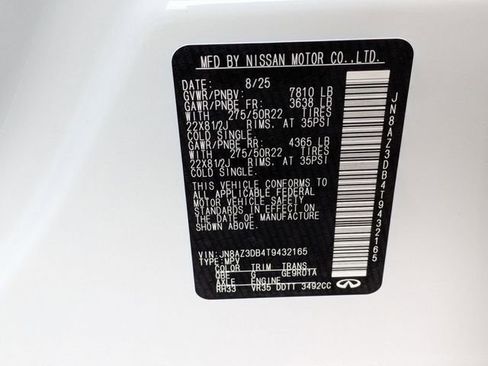 MFD BY NISSAN MOTOR CO.,LTD.
DATE: 8/25
GVWR/PNBV: 7810 LB
GAWR/PNBE FR: 3638 LB
WITH 275/50R22 TIRES
22X81/2J RIMS. AT 35PSI
COLD SINGLE.
GAWR/PNBE RR: 4365 LB
WITH 275/50R22 TIRES
22X81/2J RIMS. AT 35PSI
COLD SINGLE.
THIS VEHICLE CONFORMS TO
ALL APPLICABLE FEDERAL
MOTOR VEHICLE SAFETY
STANDARDS IN EFFECT ON
THE DATE OF MANUFACTURE
SHOWN ABOVE.
VIN:JN8AZ3DB4T9432165
TYPE:MPV
COLOR TRIM TRANS
QBE G GE9R01A
AXLE ENGINE
RH33 VR35 DDTT 3492CC
INFINITI
JN8AZ3DB4T9432165